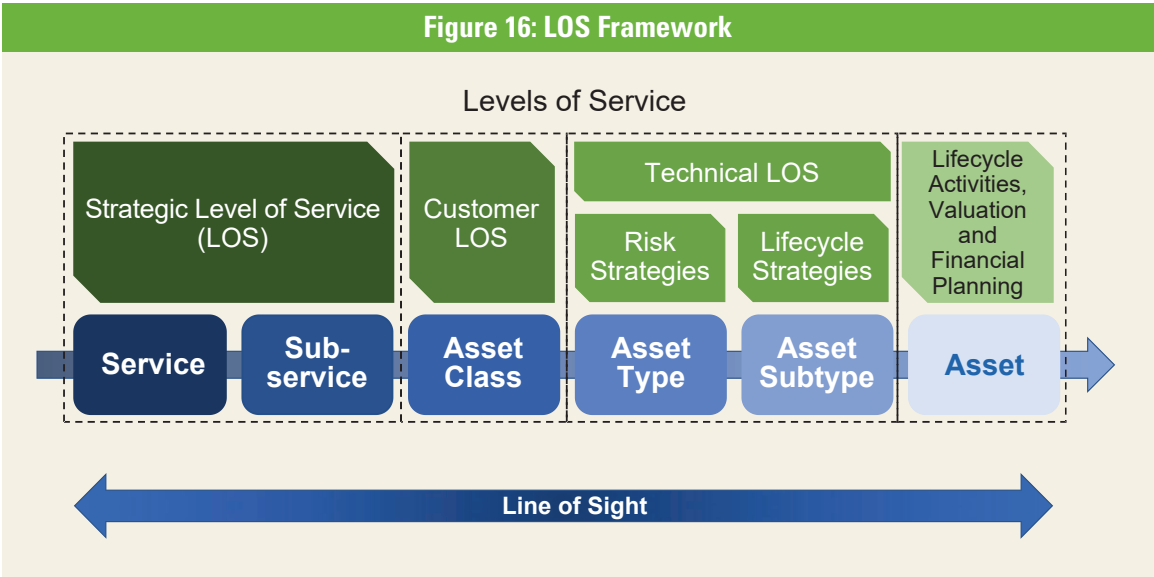 Figure 16: LOS Framework
Levels of Service
Strategic Level of Service
(LOS)
Customer
LOS
Technical LOS
Risk
Strategies
Lifecycle
Strategies
Lifecycle
Activities,
Valuation
and
Financial
Planning
Service
Sub-
service
Asset
Class
Asset
Type
Asset
Subtype
Asset
Line of Sight